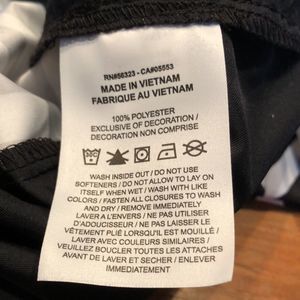 RN#56323 - CA#05553
MADE IN VIETNAM
FABRIQUE AU VIETNAM
100% POLYESTER
EXCLUSIVE OF DECORATION /
DECORATION NON COMPRISE
WASH INSIDE OUT / DO NOT USE
SOFTENERS / DO NOT ALLOW TO LAY ON
ITSELF WHEN WET / WASH WITH LIKE
COLORS / FASTEN ALL CLOSURES TO WASH
AND DRY / REMOVE IMMEDIATELY
LAVER A L'ENVERS / NE PAS UTILISER
D'ADOUCISSEUR / NE PAS LAISSER LE
VÊTEMENT PLIÉ LORSQU'IL EST MOUILLÉ /
LAVER AVEC COULEURS SIMILAIRES /
VEUILLEZ BOUCLER TOUTES LES ATTACHES
AVANT DE LAVER ET SECHER / ENLEVER
IMMEDIATEMENT